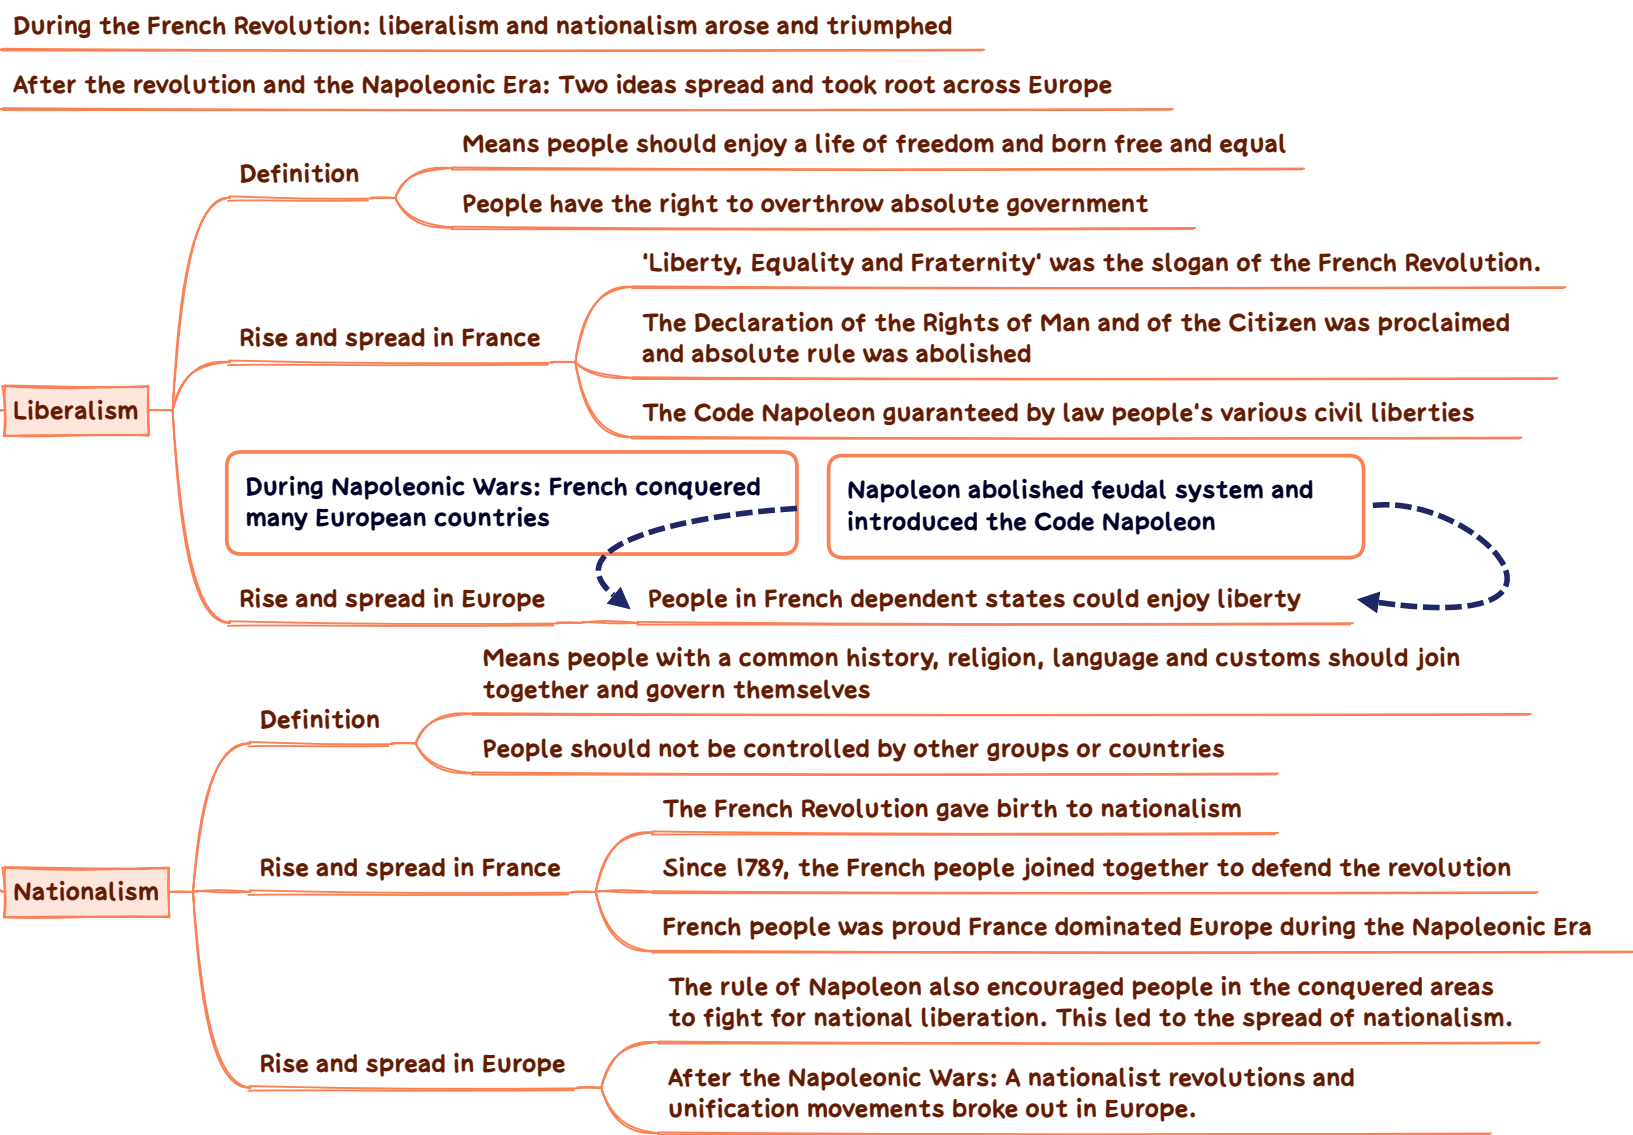 During the French Revolution: liberalism and nationalism arose and triumphed
After the revolution and the Napoleonic Era: Two ideas spread and took root across Europe
Liberalism
Definition
Means people should enjoy a life of freedom and born free and equal
People have the right to overthrow absolute government
Rise and spread in France
'Liberty, Equality and Fraternity' was the slogan of the French Revolution.
The Declaration of the Rights of Man and of the Citizen was proclaimed
and absolute rule was abolished
The Code Napoleon guaranteed by law people's various civil liberties
During Napoleonic Wars: French conquered
many European countries
Napoleon abolished feudal system and
introduced the Code Napoleon
Rise and spread in Europe
People in French dependent states could enjoy liberty
Nationalism
Definition
Means people with a common history, religion, language and customs should join
together and govern themselves
People should not be controlled by other groups or countries
Rise and spread in France
The French Revolution gave birth to nationalism
Since 1789, the French people joined together to defend the revolution
French people was proud France dominated Europe during the Napoleonic Era
Rise and spread in Europe
The rule of Napoleon also encouraged people in the conquered areas
to fight for national liberation. This led to the spread of nationalism.
After the Napoleonic Wars: A nationalist revolutions and
unification movements broke out in Europe.